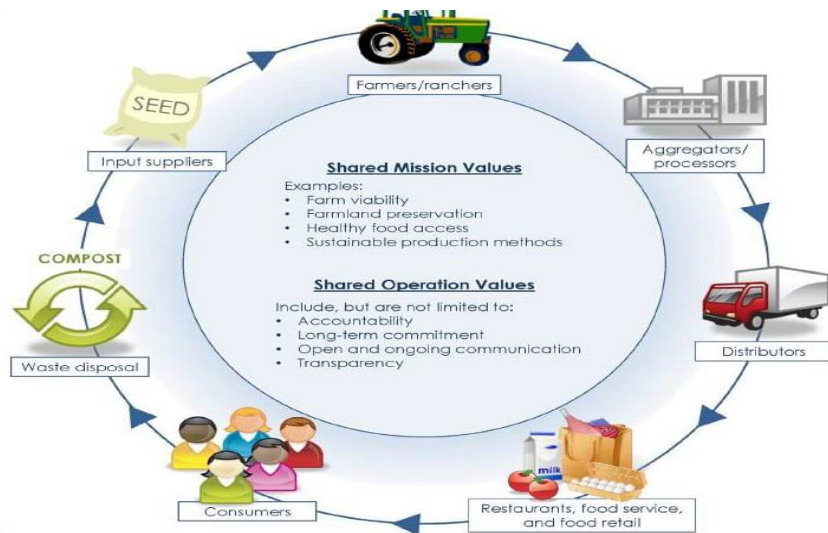 Farmers/ranchers
SEED
Input suppliers
Aggregators/
processors
Shared Mission Values
Examples:
• Farm viability
• Farmland preservation
• Healthy food access
• Sustainable production methods
COMPOST
Shared Operation Values
Include, but are not limited to:
• Accountability
• Long-term commitment
• Open and ongoing communication
• Transparency
Waste disposal
Distributors
milk
Consumers
Restaurants, food service,
and food retail